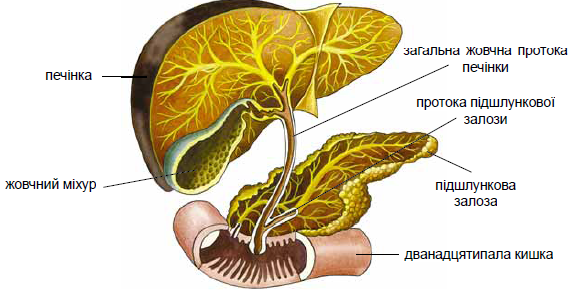 загальна жовчна протока
печінки
печінка
протока підшлункової
залози
жовчний міхур
підшлункова
залоза
дванадцятипала кишка